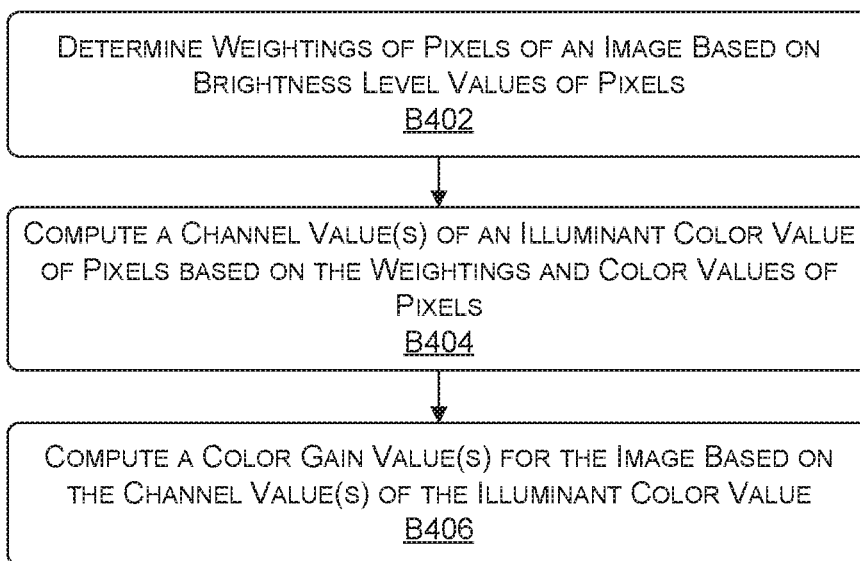 DETERMINE WEIGHTINGS OF PIXELS OF AN IMAGE BASED ON
BRIGHTNESS LEVEL VALUES OF PIXELS
B402
COMPUTE A CHANNEL VALUE(S) OF AN ILLUMINANT COLOR VALUE
OF PIXELS BASED ON THE WEIGHTINGS AND COLOR VALUES OF
PIXELS
B404
COMPUTE A COLOR GAIN VALUE(S) FOR THE IMAGE BASED ON
THE CHANNEL VALUE(S) OF THE ILLUMINANT COLOR VALUE
B406